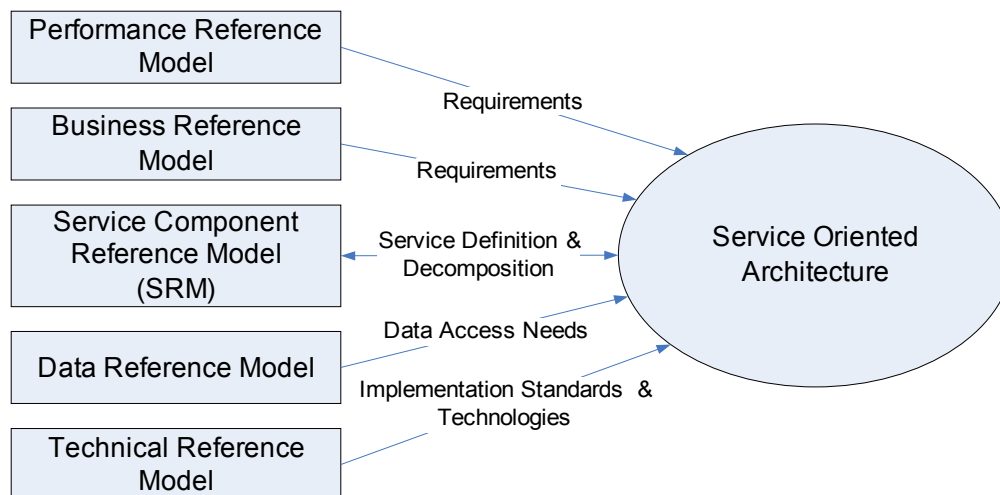 Performance Reference
Model
Requirements
Business Reference
Model
Requirements
Service Component
Reference Model
(SRM)
Service Definition &
Decomposition
Service Oriented
Architecture
Data Reference Model
Data Access Needs
Implementation Standards &
Technologies
Technical Reference
Model